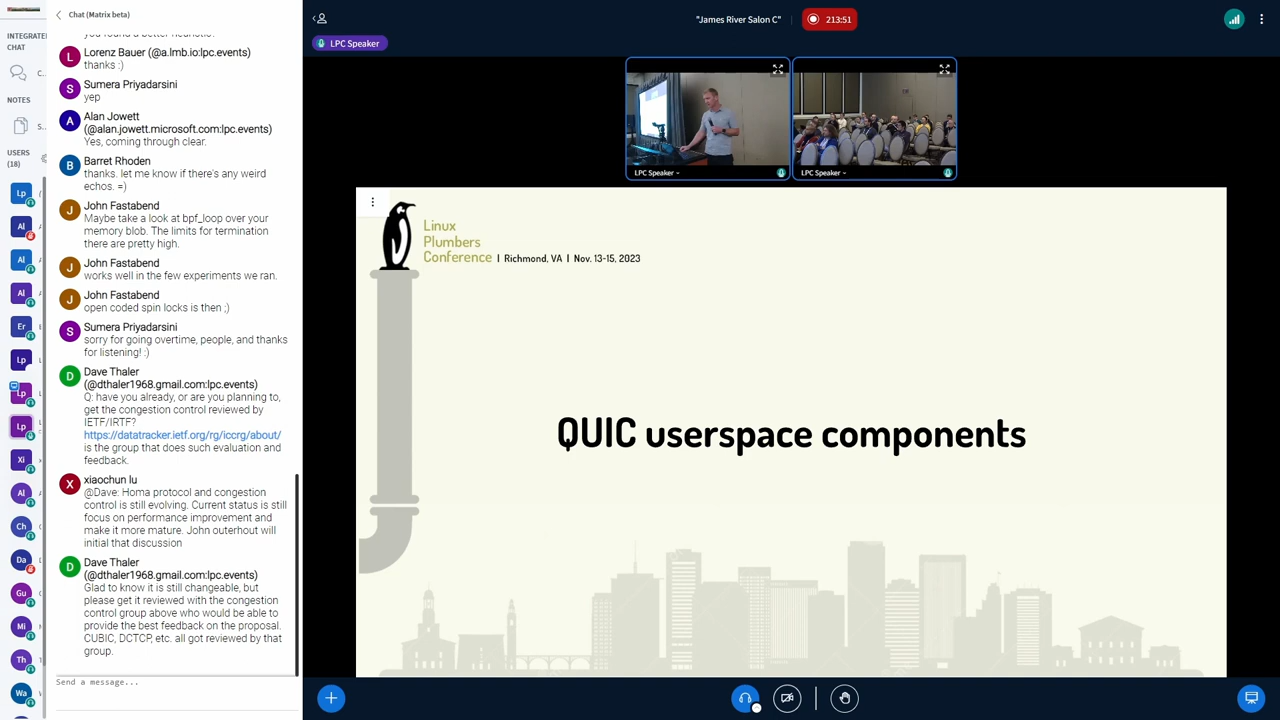 Chat (Matrix beta)
INTEGR
CHAT
C.
NOTES
S..
USERS
(18)
Lorenz Bauer (@a.lmb.io:lpc.events)
thanks :)
Sumera Priyadarsini
yep
Alan Jowett
(@alan.jowett.microsoft.com:lpc.events)
Yes, coming through clear.
Barret Rhoden
thanks. let me know if there's any weird
echos. =)
John Fastabend
Maybe take a look at bpf_loop over your
memory blob. The limits for termination
there are pretty high.
John Fastabend
works well in the few experiments we ran.
John Fastabend
open coded spin locks is then ;)
Sumera Priyadarsini
sorry for going overtime, people, and thanks
for listening! :)
Dave Thaler
(@dthaler1968.gmail.com:lpc.events)
Q: have you already, or are you planning to,
get the congestion control reviewed by
IETF/IRTF?
https://datatracker.ietf.org/rg/iccrg/about/
is the group that does such evaluation and
feedback.
xiaochun lu
@Dave: Homa protocol and congestion
control is still evolving. Current status is still
focus on performance improvement and
make it more mature. John outerhout will
initial that discussion
Dave Thaler
(@dthaler1968.gmail.com:lpc.events)
Glad to know it is still changeable, but
please get it reviewed with the congestion
control group above who would be able to
provide the best feedback on the proposal.
CUBIC, DCTCP, etc. all got reviewed by that
group.
Send a message...
"James River Salon C"
213:51
LPC Speaker
LPC Speaker
LPC Speaker
Linux
Plumbers
Conference | Richmond, VA | Nov. 13-15, 2023
QUIC userspace components